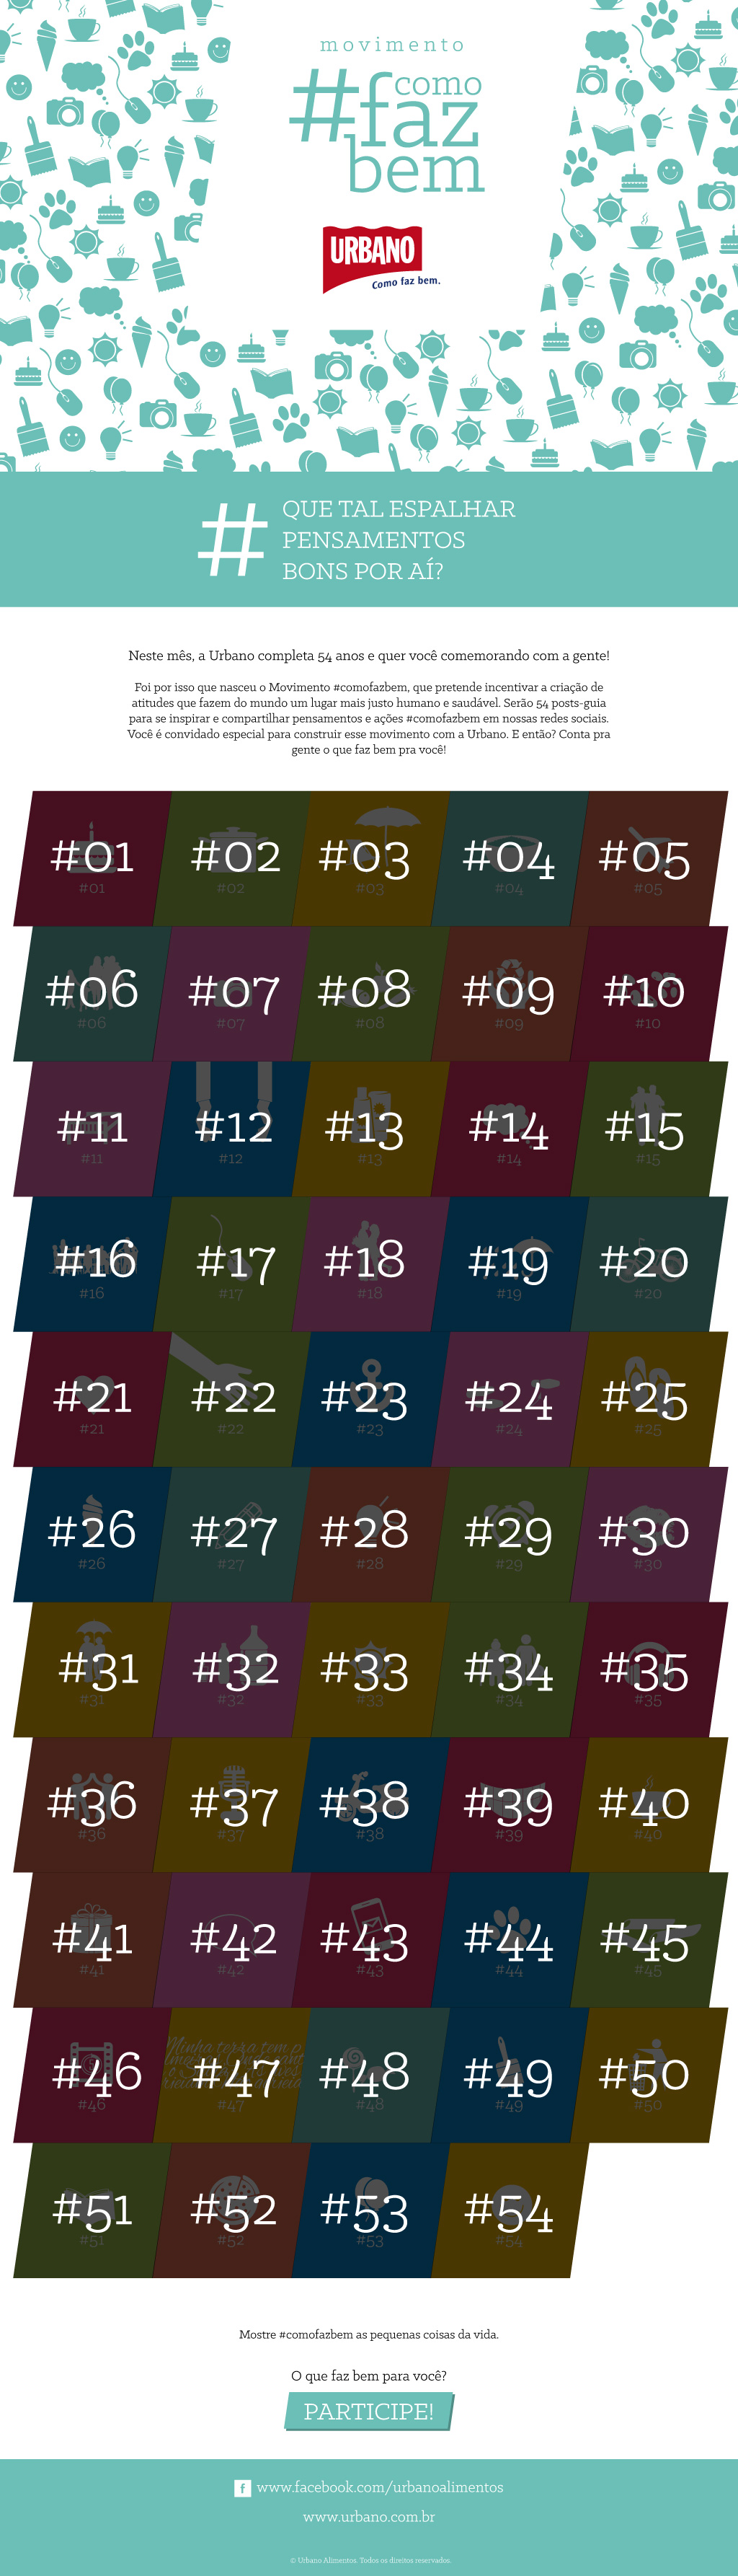 movimento
#como
faz
bem
URBANO
Como faz bem.
# QUE TAL ESPALHAR
PENSAMENTOS
BONS POR AÍ?
Neste mês, a Urbano completa 54 anos e quer você comemorando com a gente!
Foi por isso que nasceu o Movimento #comofazbem, que pretende incentivar a criação de
atitudes que fazem do mundo um lugar mais justo humano e saudável. Serão 54 posts-guia
para se inspirar e compartilhar pensamentos e ações #comofazbem em nossas redes sociais.
Você é convidado especial para construir esse movimento com a Urbano. E então? Conta pra
gente o que faz bem pra você!
#01 #02 #03 #04 #05
#01 #02 #03 #04 #05
#06 #07 #08 #09 #10
#06 #07 #08 #09 #10
#11 #12 #13 #14 #15
#11 #12 #13 #14 #15
#16 #17 #18 #19 #20
#16 #17 #18 #19 #20
#21 #22 #23 #24 #25
#21 #22 #23 #24 #25
#26 #27 #28 #29 #30
#26 #27 #28 #29 #30
#31 #32 #33 #34 #35
#31 #32 #33 #34 #35
#36 #37 #38 #39 #40
#36 #37 #38 #39 #40
#41 #42 #43 #44 #45
#41 #42 #43 #44 #45
Minha terra tem p
#46 #47 #48 #49 #50
#46 #47 #48 #49 #50
#51 #52 #53 #54
#51 #52 #53 #54
Mostre #comofazbem as pequenas coisas da vida.
O que faz bem para você?
PARTICIPE!
f www.facebook.com/urbanoalimentos
www.urbano.com.br
© Urbano Alimentos. Todos os direitos reservados.